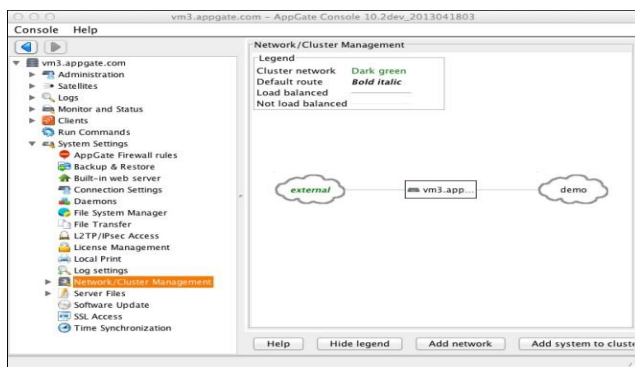 vm3.appgate.com – AppGate Console 10.2dev_2013041803
Console Help
vm3.appgate.com
Administration
Satellites
Logs
Monitor and Status
Clients
Run Commands
System Settings
AppGate Firewall rules
Backup & Restore
Built-in web server
Connection Settings
Daemons
File System Manager
File Transfer
L2TP/IPsec Access
License Management
Local Print
Log settings
Network/Cluster Management
Server Files
Software Update
SSL Access
Time Synchronization
Network/Cluster Management
Legend
Cluster network Dark green
Default route Bold italic
Load balanced
Not load balanced
external
vm3.app...
demo
Help Hide legend Add network Add system to cluste